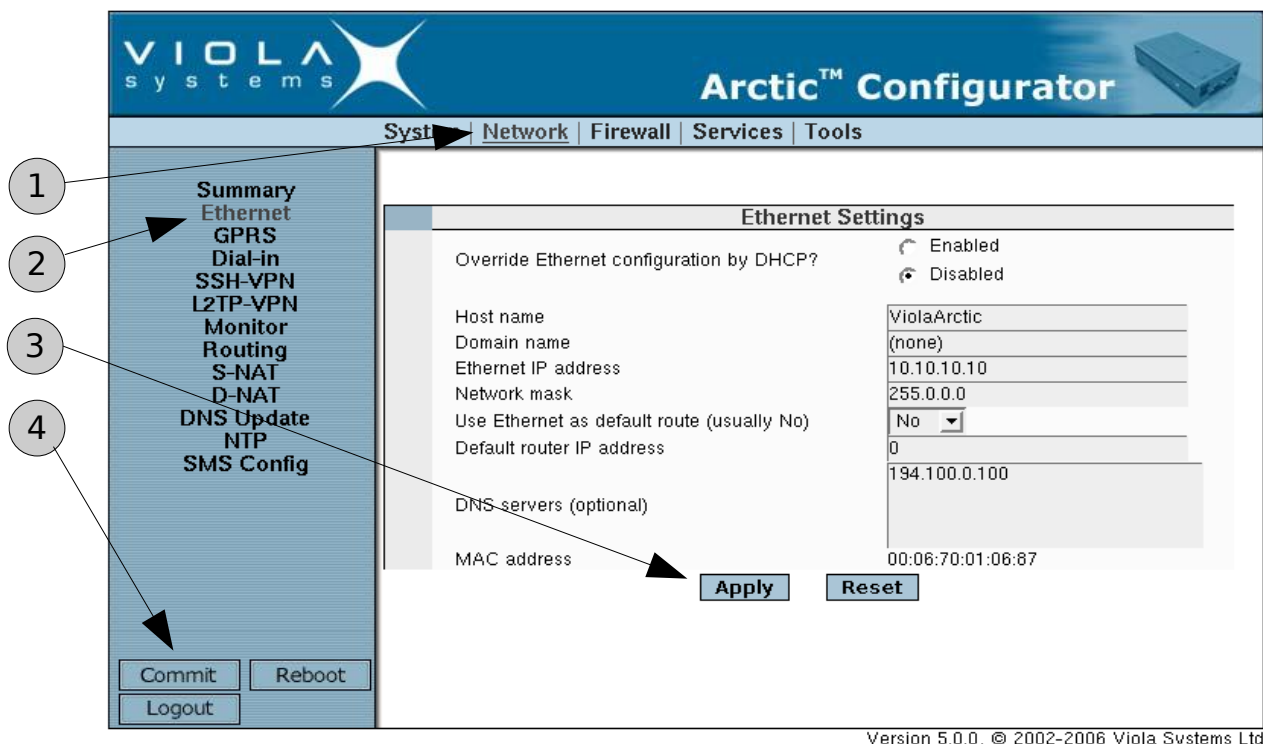 VIOLA
systems
Arctic™ Configurator
System | Network | Firewall | Services | Tools
1
2
3
4
Summary
Ethernet
GPRS
Dial-in
SSH-VPN
L2TP-VPN
Monitor
Routing
S-NAT
D-NAT
DNS Update
NTP
SMS Config
Commit
Reboot
Logout
Ethernet Settings
Override Ethernet configuration by DHCP?
Enabled
Disabled
Host name ViolaArctic
Domain name (none)
Ethernet IP address 10.10.10.10
Network mask 255.0.0.0
Use Ethernet as default route (usually No) No
Default router IP address 0
DNS servers (optional) 194.100.0.100
MAC address 00:06:70:01:06:87
Apply Reset
Version 5.0.0. © 2002-2006 Viola Systems Ltd